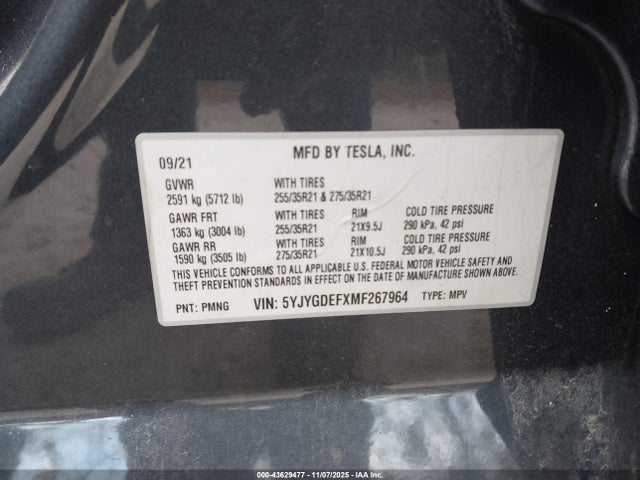 09/21 MFD BY TESLA, INC.
GVWR WITH TIRES
2591 kg (5712 lb) 255/35R21 & 275/35R21
GAWR FRT WITH TIRES RIM COLD TIRE PRESSURE
1363 kg (3004 lb) 255/35R21 21X9.5J 290 kPa, 42 psi
GAWR RR WITH TIRES RIM COLD TIRE PRESSURE
1590 kg (3505 lb) 275/35R21 21X10.5J 290 kPa, 42 psi
THIS VEHICLE CONFORMS TO ALL APPLICABLE U.S. FEDERAL MOTOR VEHICLE SAFETY AND
THEFT PREVENTION STANDARDS IN EFFECT ON THE DATE OF MANUFACTURE SHOWN ABOVE.
PNT: PMNG VIN: 5YJYGDEFXMF267964 TYPE: MPV
000-43629477 - 11/07/2025 - IAAI.COM